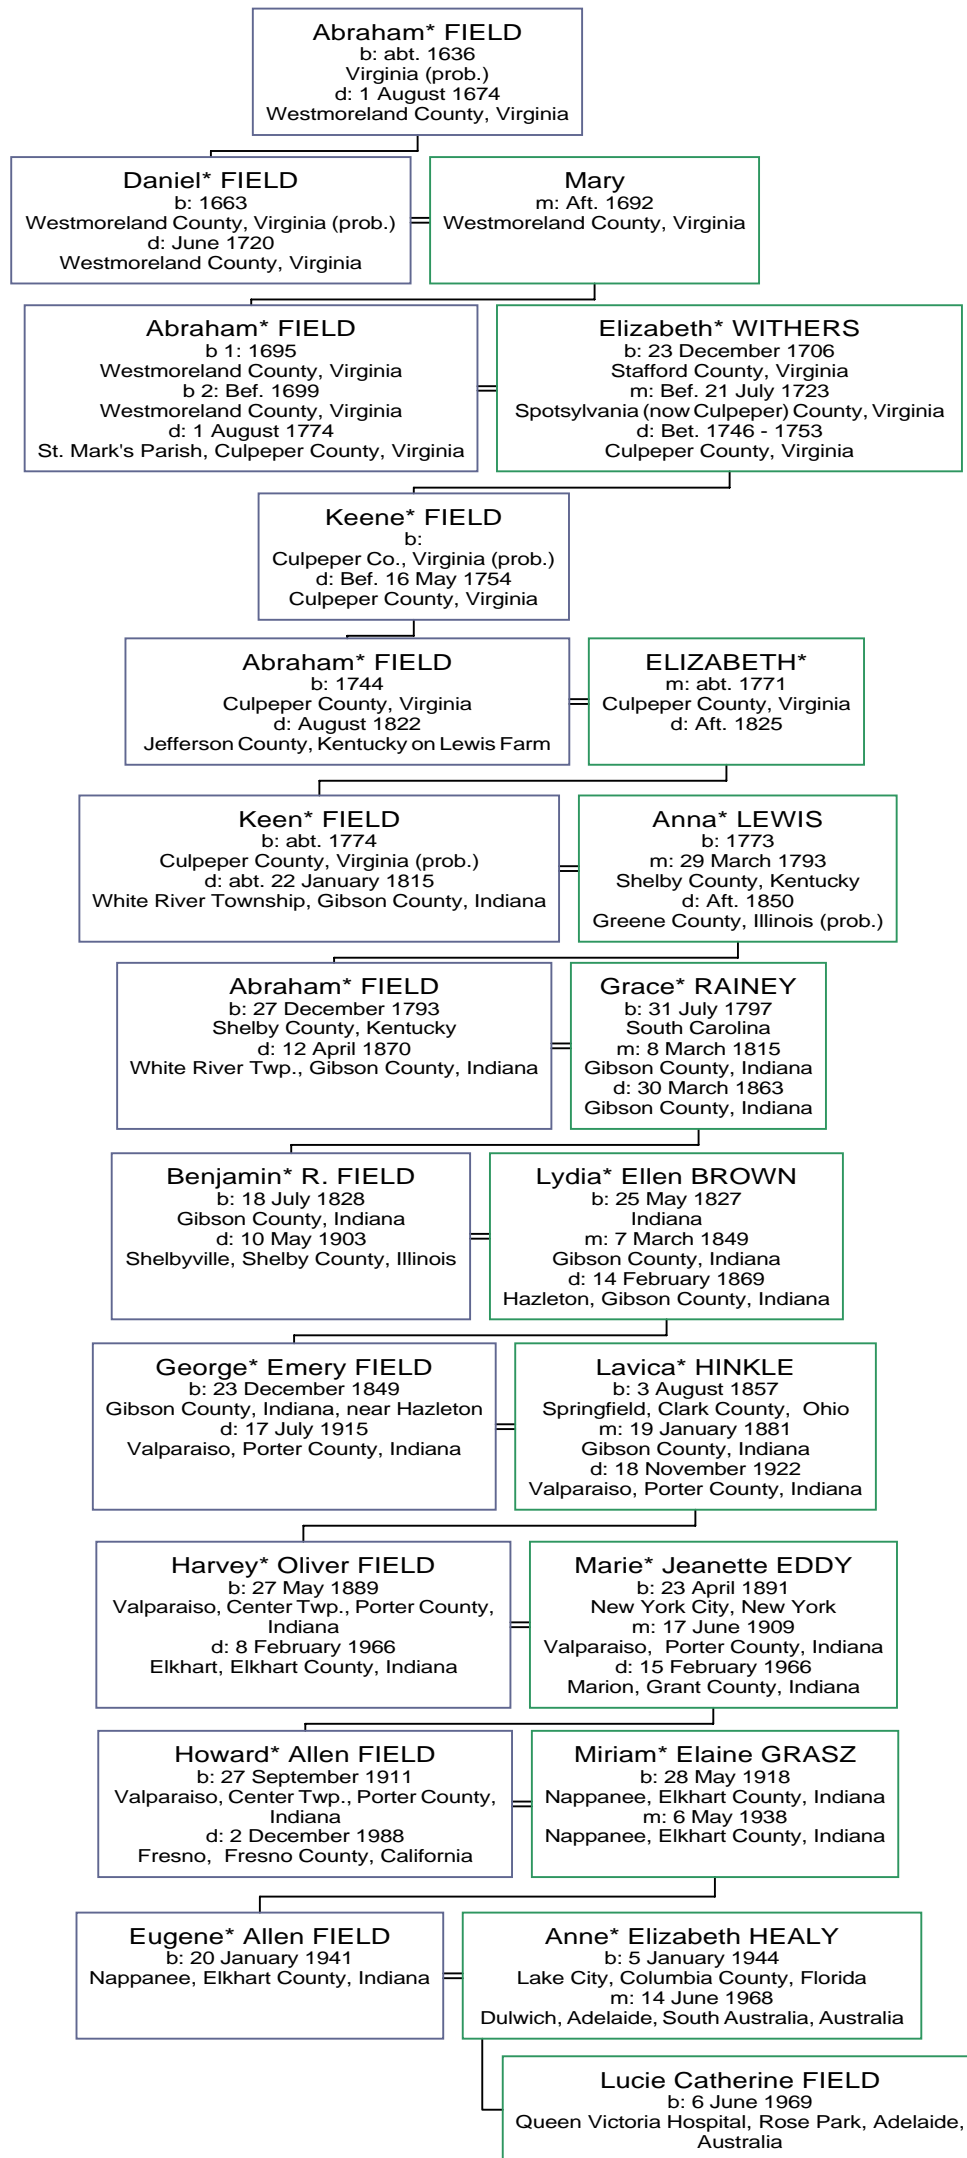 Abraham* FIELD
b: abt. 1636
Virginia (prob.)
d: 1 August 1674
Westmoreland County, Virginia
Daniel* FIELD
b: 1663
Westmoreland County, Virginia (prob.)
d: June 1720
Westmoreland County, Virginia
Mary
m: Aft. 1692
Westmoreland County, Virginia
Abraham* FIELD
b 1: 1695
Westmoreland County, Virginia
b 2: Bef. 1699
Westmoreland County, Virginia
d: 1 August 1774
St. Mark's Parish, Culpeper County, Virginia
Elizabeth* WITHERS
b: 23 December 1706
Stafford County, Virginia
m: Bef. 21 July 1723
Spotsylvania (now Culpeper) County, Virginia
d: Bet. 1746 - 1753
Culpeper County, Virginia
Keene* FIELD
b:
Culpeper Co., Virginia (prob.)
d: Bef. 16 May 1754
Culpeper County, Virginia
Abraham* FIELD
b: 1744
Culpeper County, Virginia
d: August 1822
Jefferson County, Kentucky on Lewis Farm
ELIZABETH*
m: abt. 1771
Culpeper County, Virginia
d: Aft. 1825
Keen* FIELD
b: abt. 1774
Culpeper County, Virginia (prob.)
d: abt. 22 January 1815
White River Township, Gibson County, Indiana
Anna* LEWIS
b: 1773
m: 29 March 1793
Shelby County, Kentucky
d: Aft. 1850
Greene County, Illinois (prob.)
Abraham* FIELD
b: 27 December 1793
Shelby County, Kentucky
d: 12 April 1870
White River Twp., Gibson County, Indiana
Grace* RAINEY
b: 31 July 1797
South Carolina
m: 8 March 1815
Gibson County, Indiana
d: 30 March 1863
Gibson County, Indiana
Benjamin* R. FIELD
b: 18 July 1828
Gibson County, Indiana
d: 10 May 1903
Shelbyville, Shelby County, Illinois
Lydia* Ellen BROWN
b: 25 May 1827
Indiana
m: 7 March 1849
Gibson County, Indiana
d: 14 February 1869
Hazleton, Gibson County, Indiana
George* Emery FIELD
b: 23 December 1849
Gibson County, Indiana, near Hazleton
d: 17 July 1915
Valparaiso, Porter County, Indiana
Lavica* HINKLE
b: 3 August 1857
Springfield, Clark County, Ohio
m: 19 January 1881
Gibson County, Indiana
d: 18 November 1922
Valparaiso, Porter County, Indiana
Harvey* Oliver FIELD
b: 27 May 1889
Valparaiso, Center Twp., Porter County,
Indiana
d: 8 February 1966
Elkhart, Elkhart County, Indiana
Marie* Jeanette EDDY
b: 23 April 1891
New York City, New York
m: 17 June 1909
Valparaiso, Porter County, Indiana
d: 15 February 1966
Marion, Grant County, Indiana
Howard* Allen FIELD
b: 27 September 1911
Valparaiso, Center Twp., Porter County,
Indiana
d: 2 December 1988
Fresno, Fresno County, California
Miriam* Elaine GRASZ
b: 28 May 1918
Nappanee, Elkhart County, Indiana
m: 6 May 1938
Nappanee, Elkhart County, Indiana
Eugene* Allen FIELD
b: 20 January 1941
Nappanee, Elkhart County, Indiana
Anne* Elizabeth HEALY
b: 5 January 1944
Lake City, Columbia County, Florida
m: 14 June 1968
Dulwich, Adelaide, South Australia, Australia
Lucie Catherine FIELD
b: 6 June 1969
Queen Victoria Hospital, Rose Park, Adelaide,
Australia